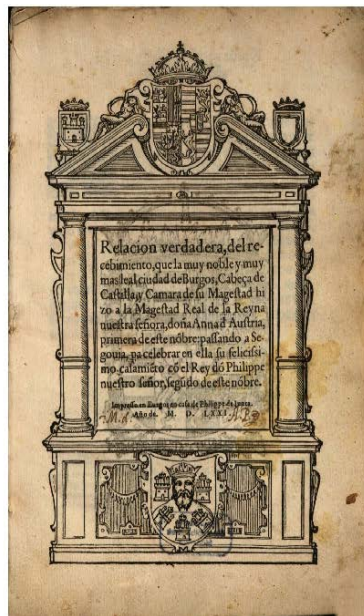 Relacion verdadera, del re-
cebimiento, que la muy noble y muy
mas leal ciudad de Burgos, Cabeça de
Castilla, y Camara de su Magestad hi
zo a la Magestad Real de la Reyna
nuestra señora, doña Anna d Austria,
primera de este nõbre: passando a Se-
gouia, pa celebrar en ella su felicissi
mo casamiẽto cõ el Rey dõ Philippe
nuestro señor, segũdo de este nõbre.
Impresso en Burgos en casa de Philippe de Iunta.
Año de. M. D. LXXI.